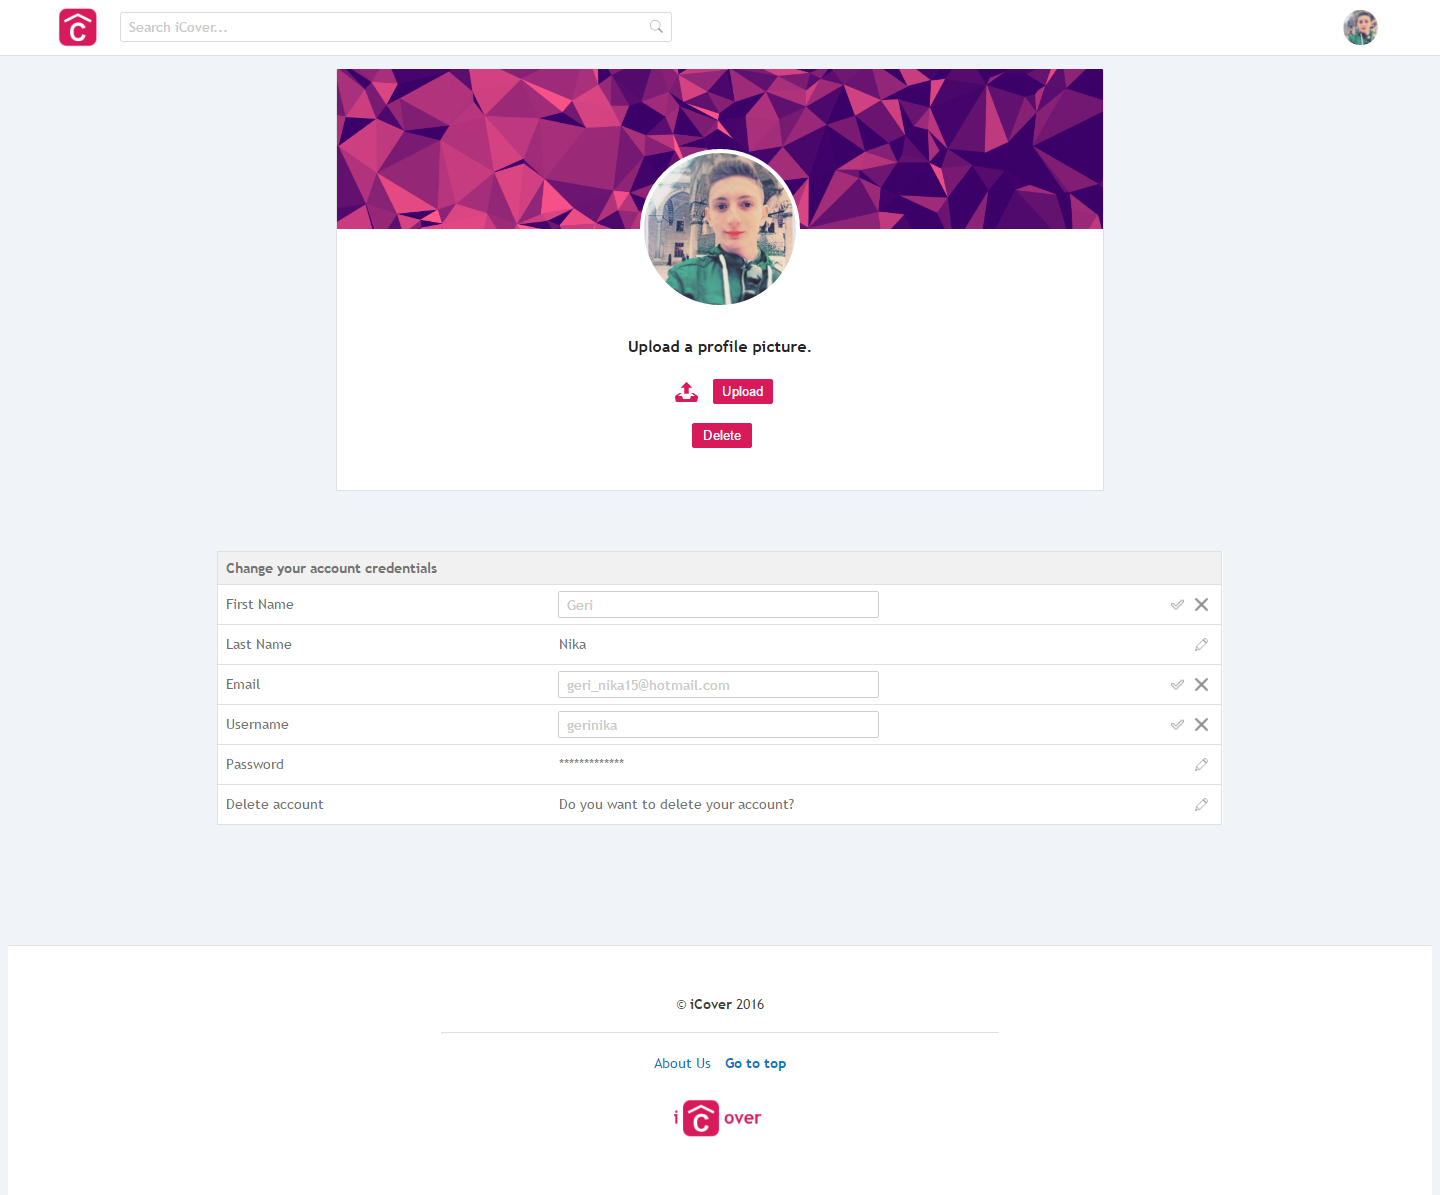 C
Search iCover...
Upload a profile picture.
Upload
Delete
Change your account credentials
First Name Geri
Last Name Nika
Email geri_nika15@hotmail.com
Username gerinika
Password *************
Delete account Do you want to delete your account?
© iCover 2016
About Us Go to top
i C over